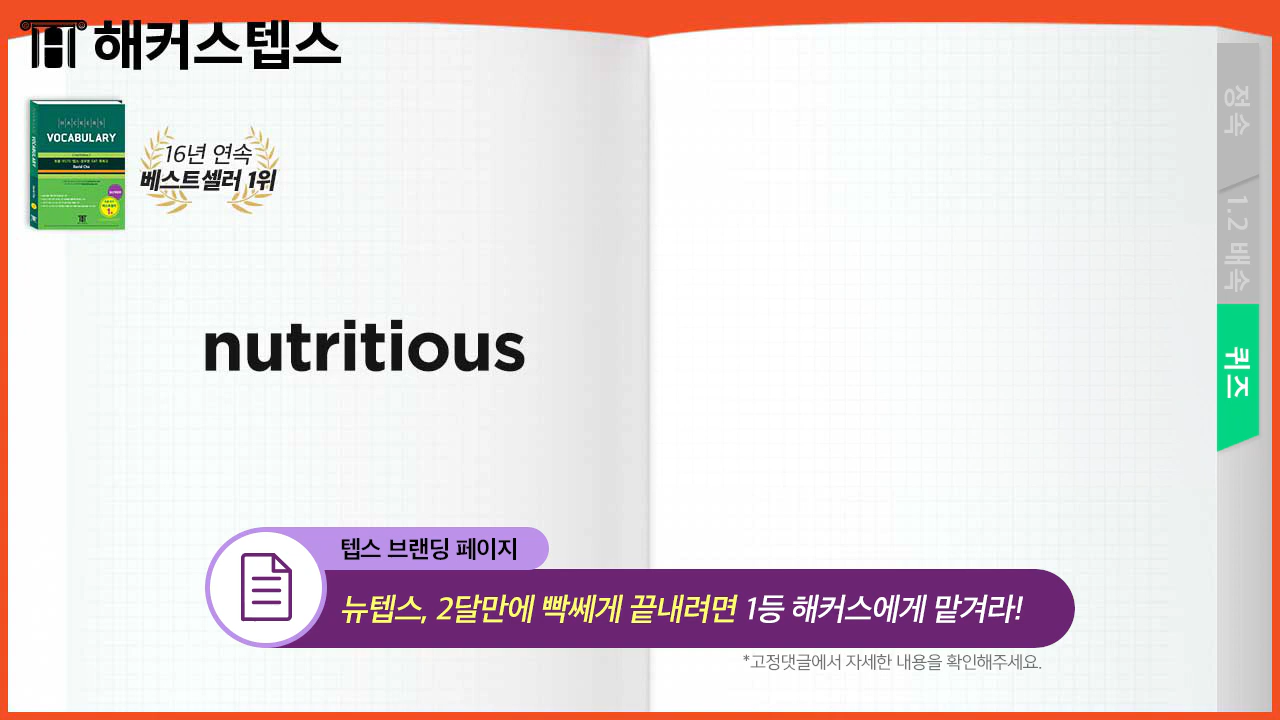 해커스텝스
HACKERS
VOCABULARY
David Cho
16년 연속
베스트셀러 1위
정속
1.2 배속
퀴즈
nutritious
텝스 브랜딩 페이지
뉴텝스, 2달만에 빡쎄게 끝내려면 1등 해커스에게 맡겨라!
*고정댓글에서 자세한 내용을 확인해주세요.